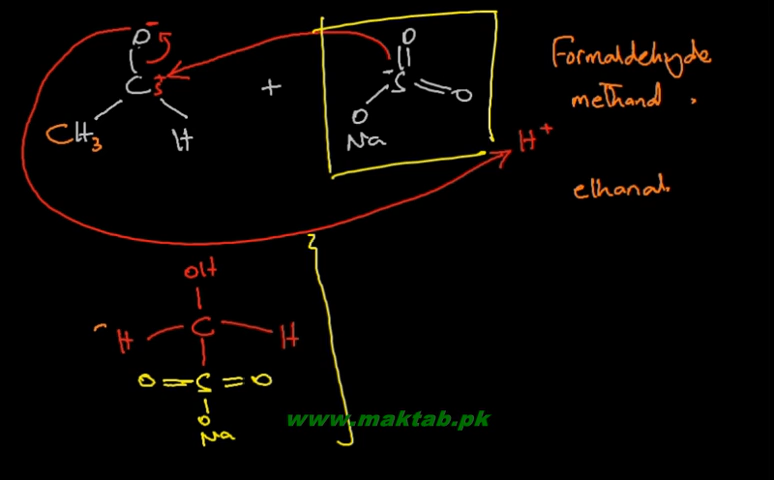 O⁻
C δ+
CH3
H
+
O
S⁻
O
O
Na
H+
Formaldehyde
methanal
ethanal.
OH
H C H
O = S = O
O
Na
www.maktab.pk